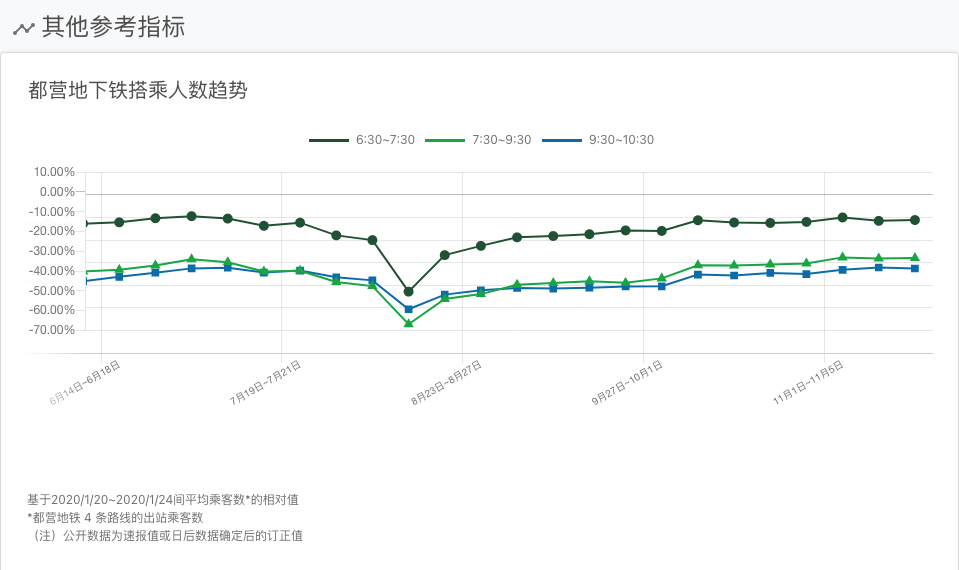 其他参考指标
都营地下铁搭乘人数趋势
6:30~7:30 7:30~9:30 9:30~10:30
10.00%
0.00%
-10.00%
-20.00%
-30.00%
-40.00%
-50.00%
-60.00%
-70.00%
6月14日~6月18日 7月19日~7月21日 8月23日~8月27日 9月27日~10月1日 11月1日~11月5日
基于2020/1/20~2020/1/24间平均乘客数*的相对值
*都营地铁 4 条路线的出站乘客数
（注）公开数据为速报值或日后数据确定后的订正值